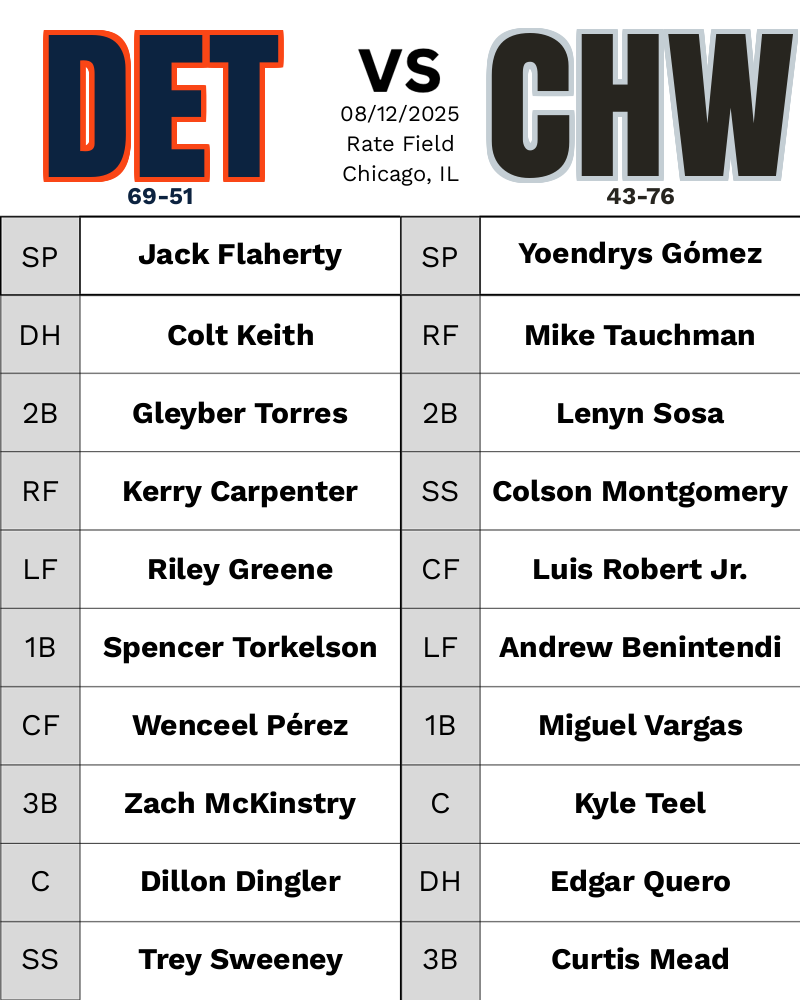 DET
VS
CHW
08/12/2025
Rate Field
Chicago, IL
69-51
43-76
SP Jack Flaherty SP Yoendrys Gómez
DH Colt Keith RF Mike Tauchman
2B Gleyber Torres 2B Lenyn Sosa
RF Kerry Carpenter SS Colson Montgomery
LF Riley Greene CF Luis Robert Jr.
1B Spencer Torkelson LF Andrew Benintendi
CF Wenceel Pérez 1B Miguel Vargas
3B Zach McKinstry C Kyle Teel
C Dillon Dingler DH Edgar Quero
SS Trey Sweeney 3B Curtis Mead